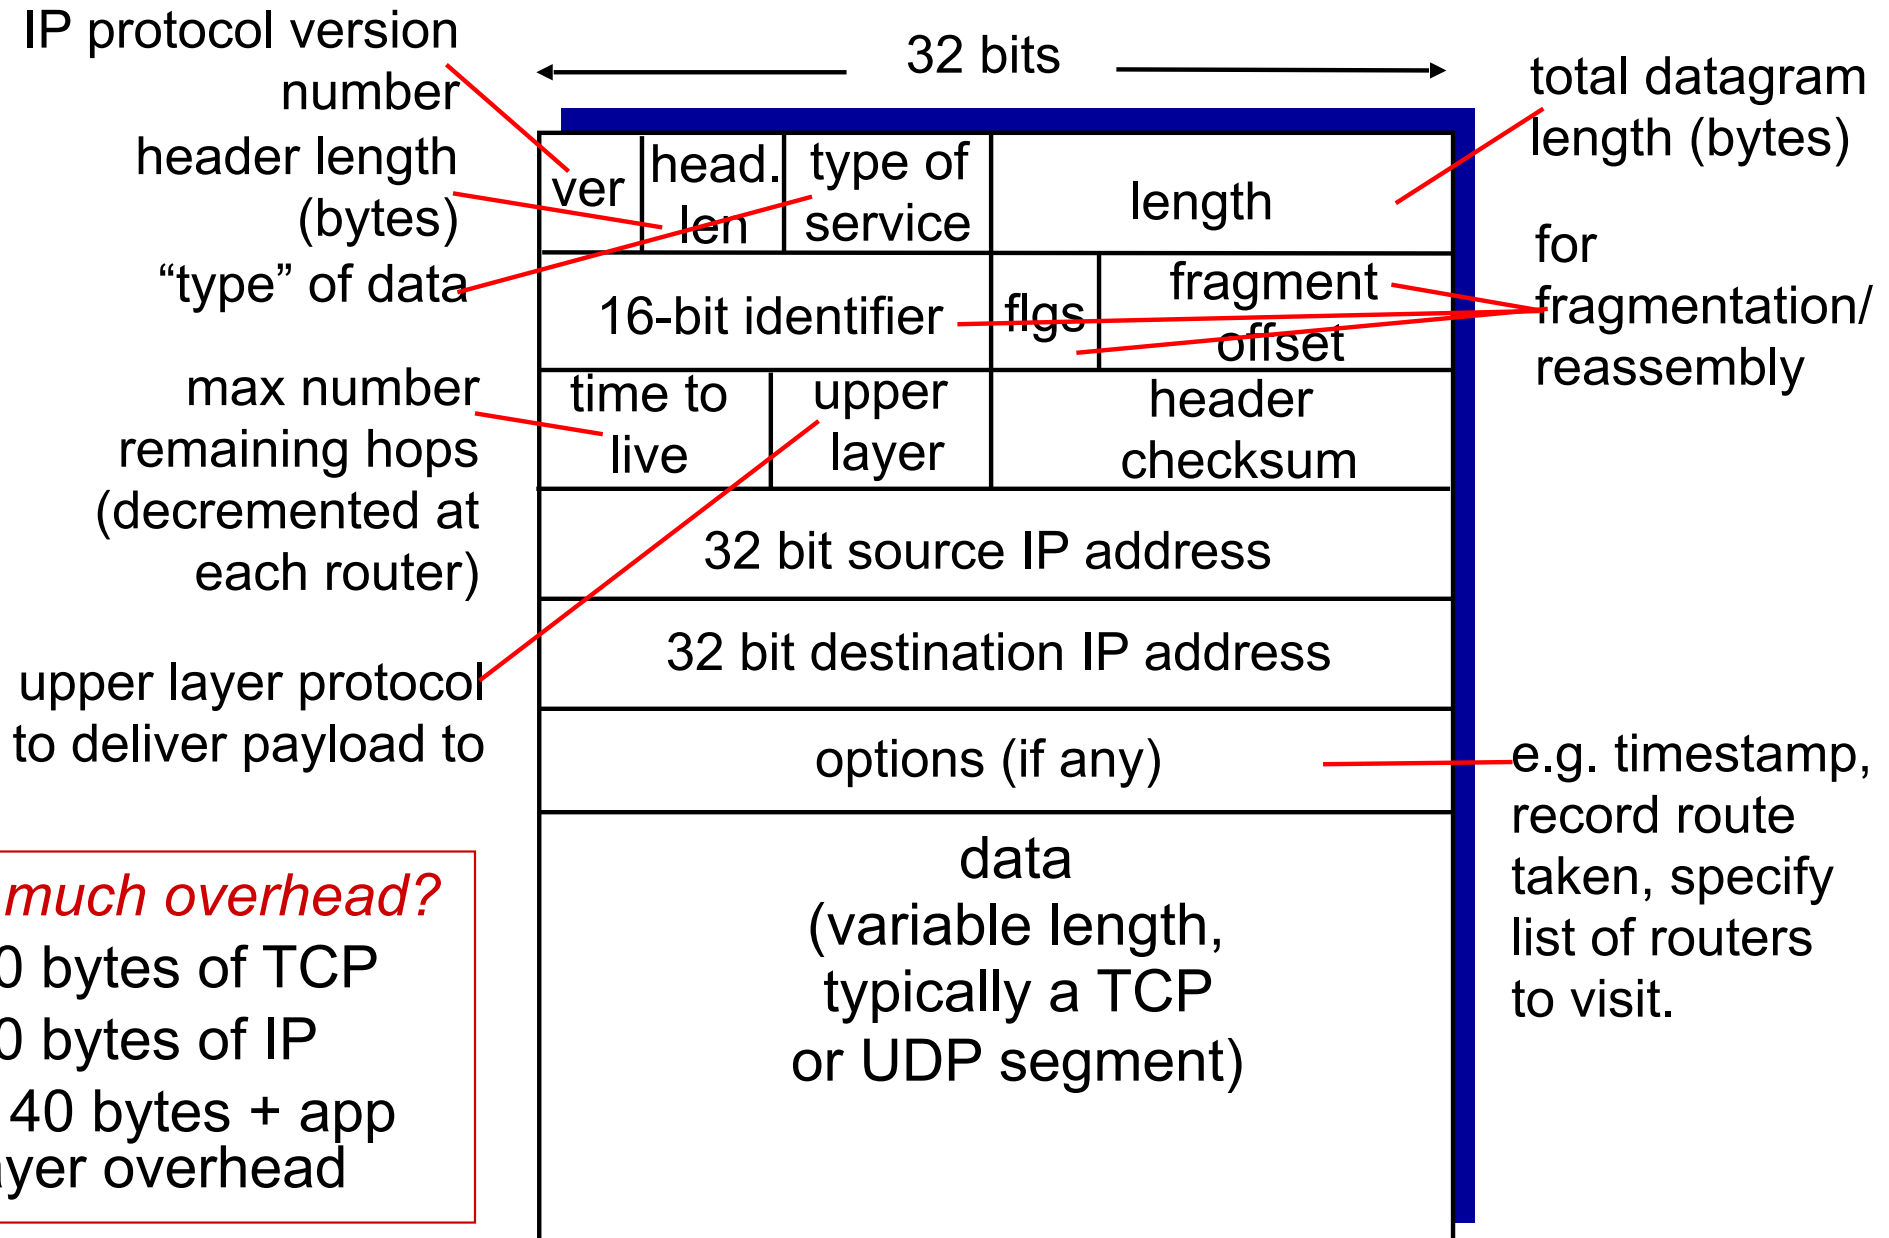 IP protocol version
number
header length
(bytes)
“type” of data
max number
remaining hops
(decremented at
each router)
upper layer protocol
to deliver payload to
much overhead?
0 bytes of TCP
0 bytes of IP
40 bytes + app
ayer overhead
32 bits
ver
head.
len
type of
service
length
16-bit identifier
flgs
fragment
offset
time to
live
upper
layer
header
checksum
32 bit source IP address
32 bit destination IP address
options (if any)
data
(variable length,
typically a TCP
or UDP segment)
total datagram
length (bytes)
for
fragmentation/
reassembly
e.g. timestamp,
record route
taken, specify
list of routers
to visit.